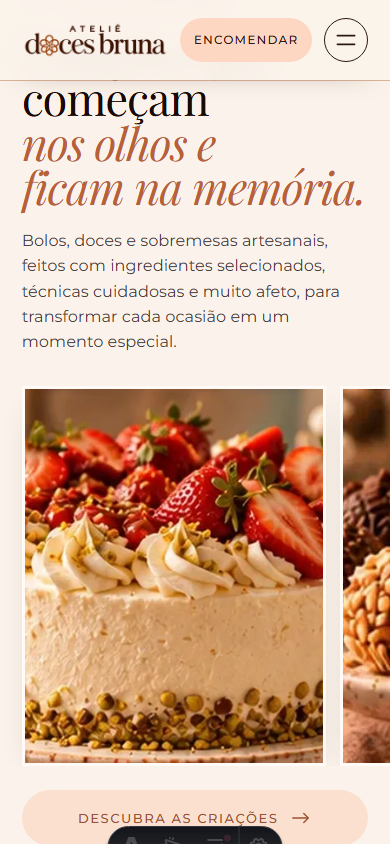 ATELIÊ
doces bruna
ENCOMENDAR
começam
nos olhos e
ficam na memória.
Bolos, doces e sobremesas artesanais,
feitos com ingredientes selecionados,
técnicas cuidadosas e muito afeto, para
transformar cada ocasião em um
momento especial.
DESCUBRA AS CRIAÇÕES